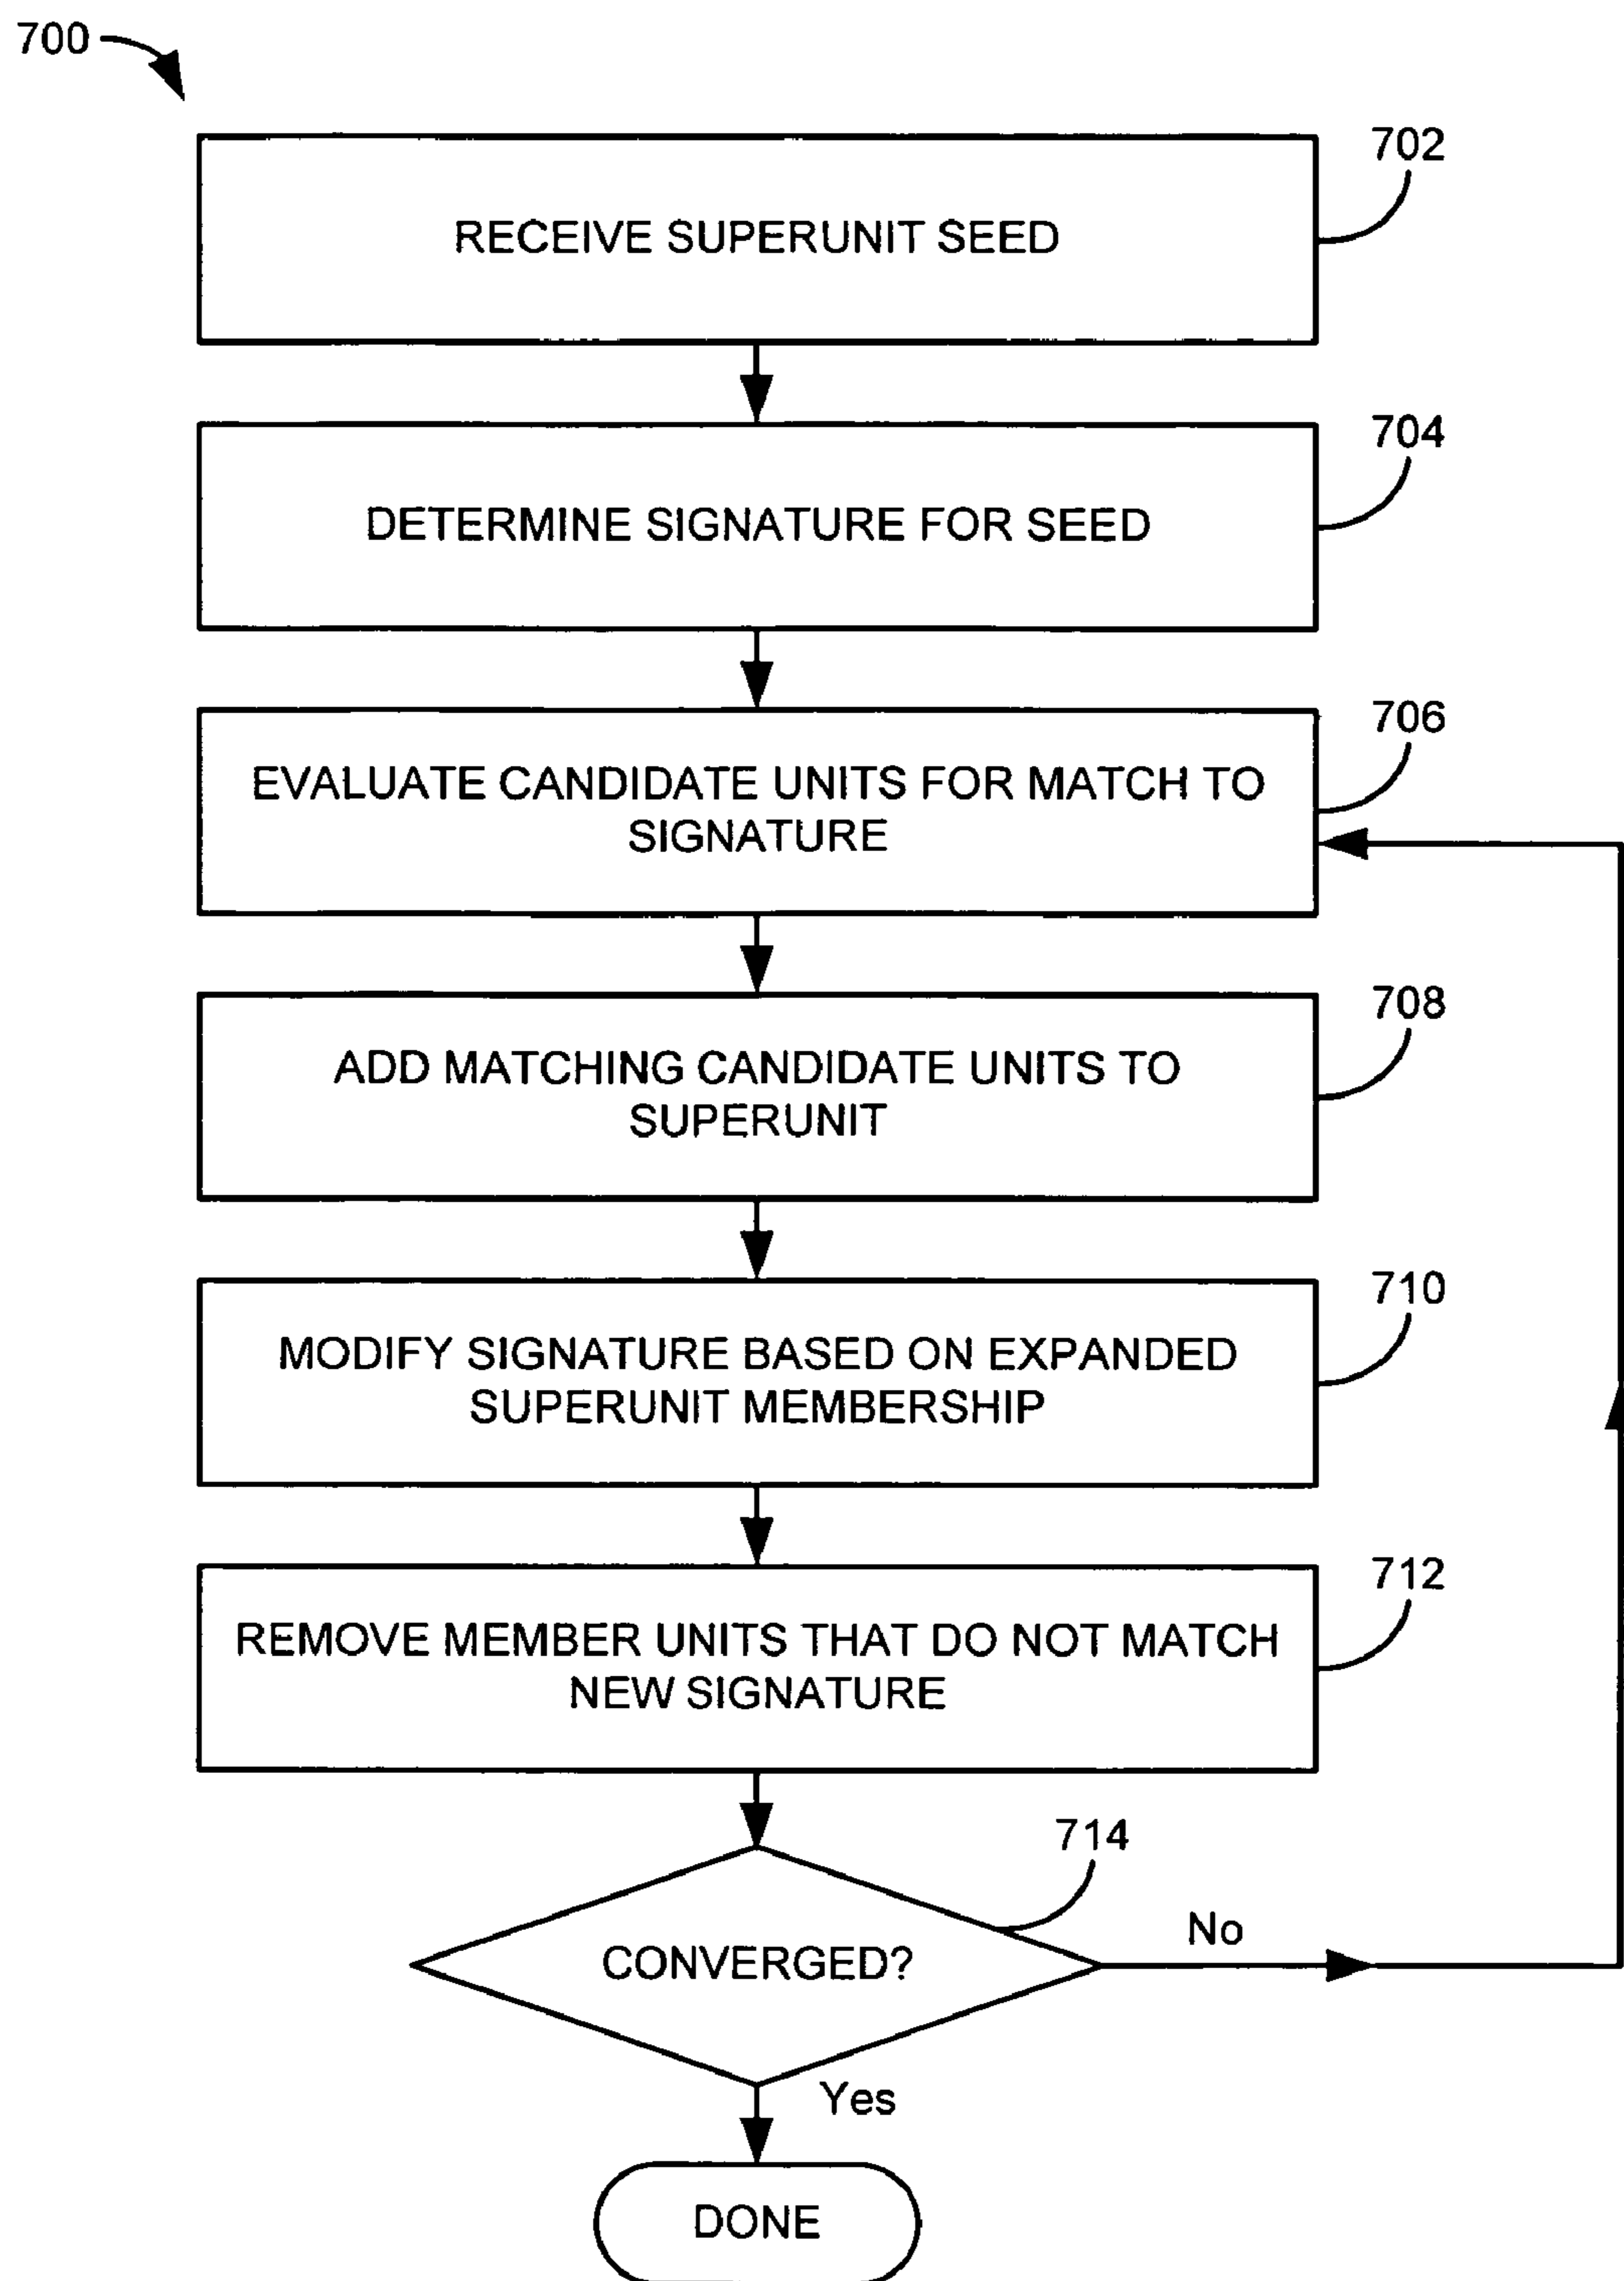 700
702
RECEIVE SUPERUNIT SEED
704
DETERMINE SIGNATURE FOR SEED
706
EVALUATE CANDIDATE UNITS FOR MATCH TO
SIGNATURE
708
ADD MATCHING CANDIDATE UNITS TO
SUPERUNIT
710
MODIFY SIGNATURE BASED ON EXPANDED
SUPERUNIT MEMBERSHIP
712
REMOVE MEMBER UNITS THAT DO NOT MATCH
NEW SIGNATURE
714
CONVERGED?
No
Yes
DONE